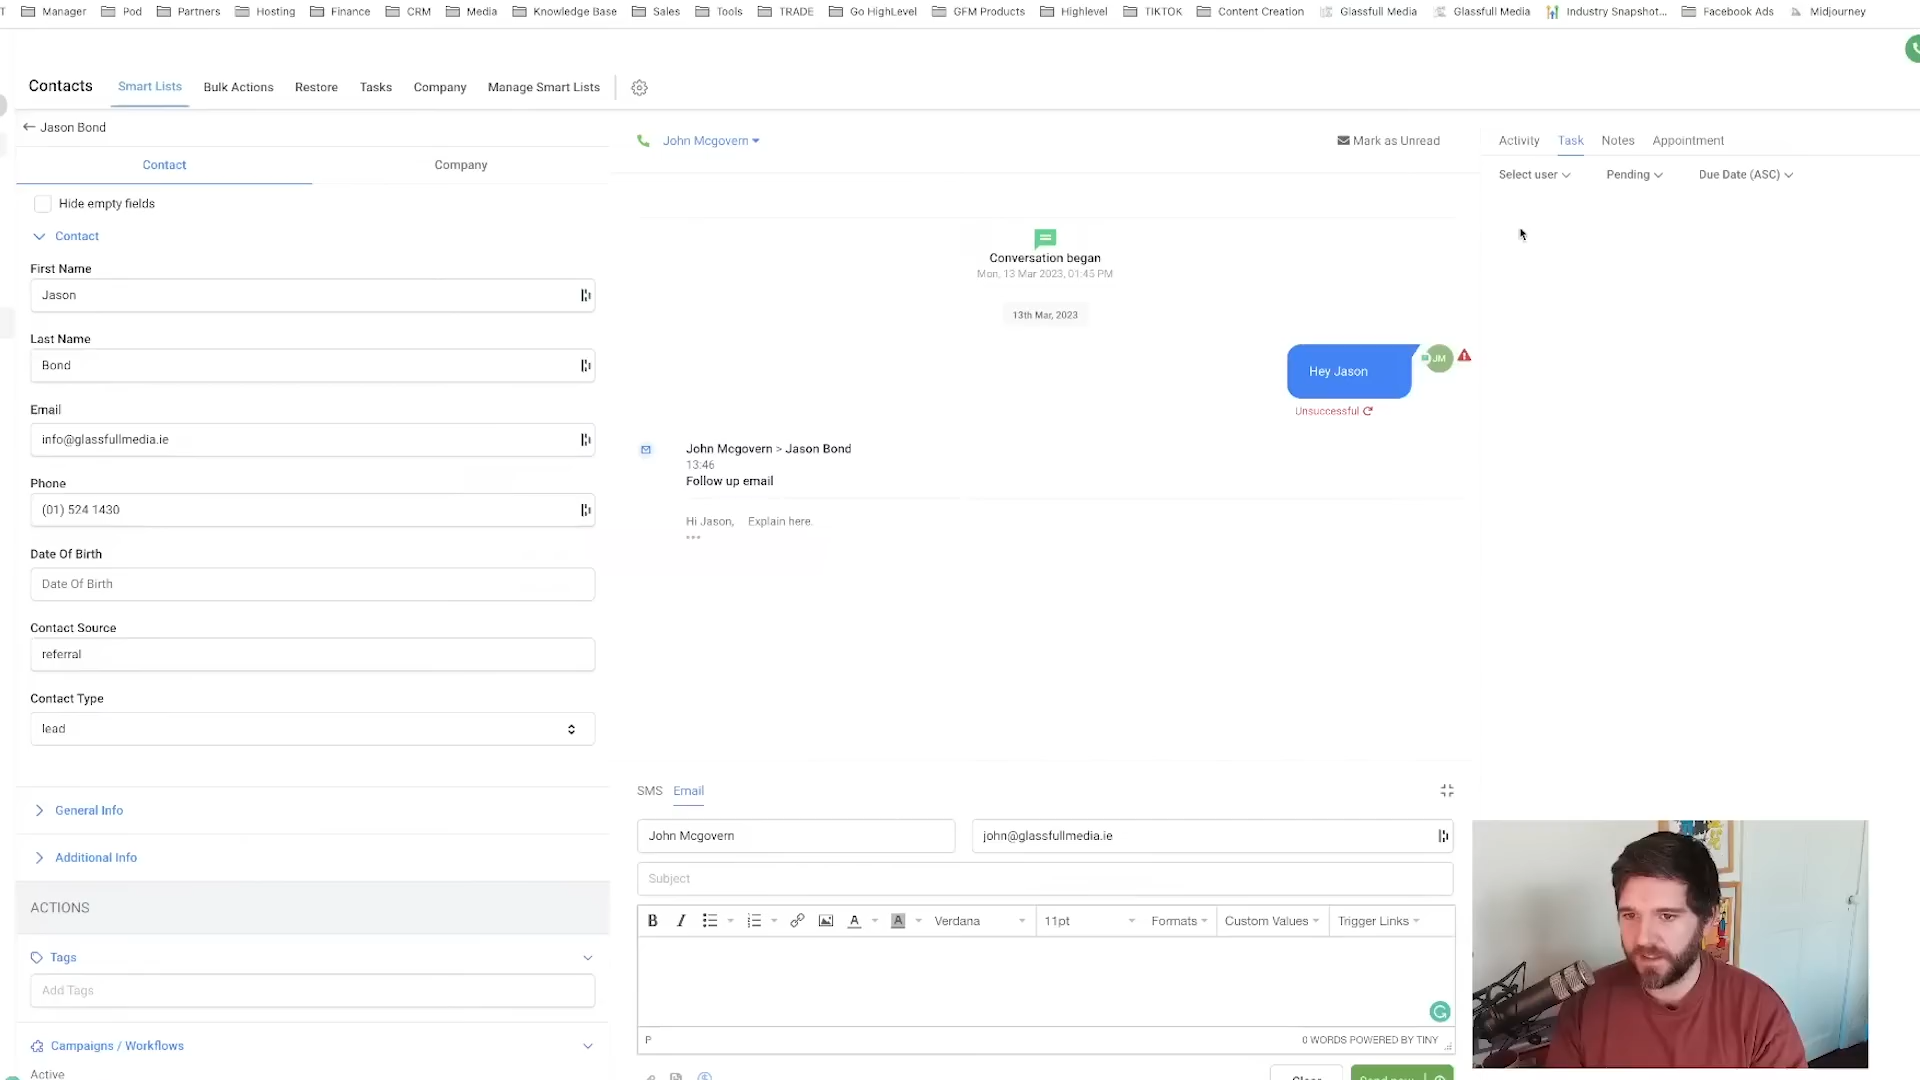 T Manager Pod Partners Hosting Finance CRM Media Knowledge Base Sales Tools TRADE Go HighLevel GFM Products Highlevel TIKTOK Content Creation Glassfull Media Glassfull Media Industry Snapshot... Facebook Ads Midjourney
Contacts Smart Lists Bulk Actions Restore Tasks Company Manage Smart Lists
Jason Bond
Contact Company
Hide empty fields
Contact
First Name
Jason
Last Name
Bond
Email
info@glassfullmedia.ie
Phone
(01) 524 1430
Date Of Birth
Date Of Birth
Contact Source
referral
Contact Type
lead
General Info
Additional Info
ACTIONS
Tags
Add Tags
Campaigns / Workflows
Active
John Mcgovern
Mark as Unread
Conversation began
Mon, 13 Mar 2023, 01:45 PM
13th Mar, 2023
Hey Jason
JM
Unsuccessful
John Mcgovern > Jason Bond
13:46
Follow up email
Hi Jason, Explain here.
SMS Email
John Mcgovern john@glassfullmedia.ie
Subject
B I A A Verdana 11pt Formats Custom Values Trigger Links
P 0 WORDS POWERED BY TINY
Clear Send now
Activity Task Notes Appointment
Select user Pending Due Date (ASC)